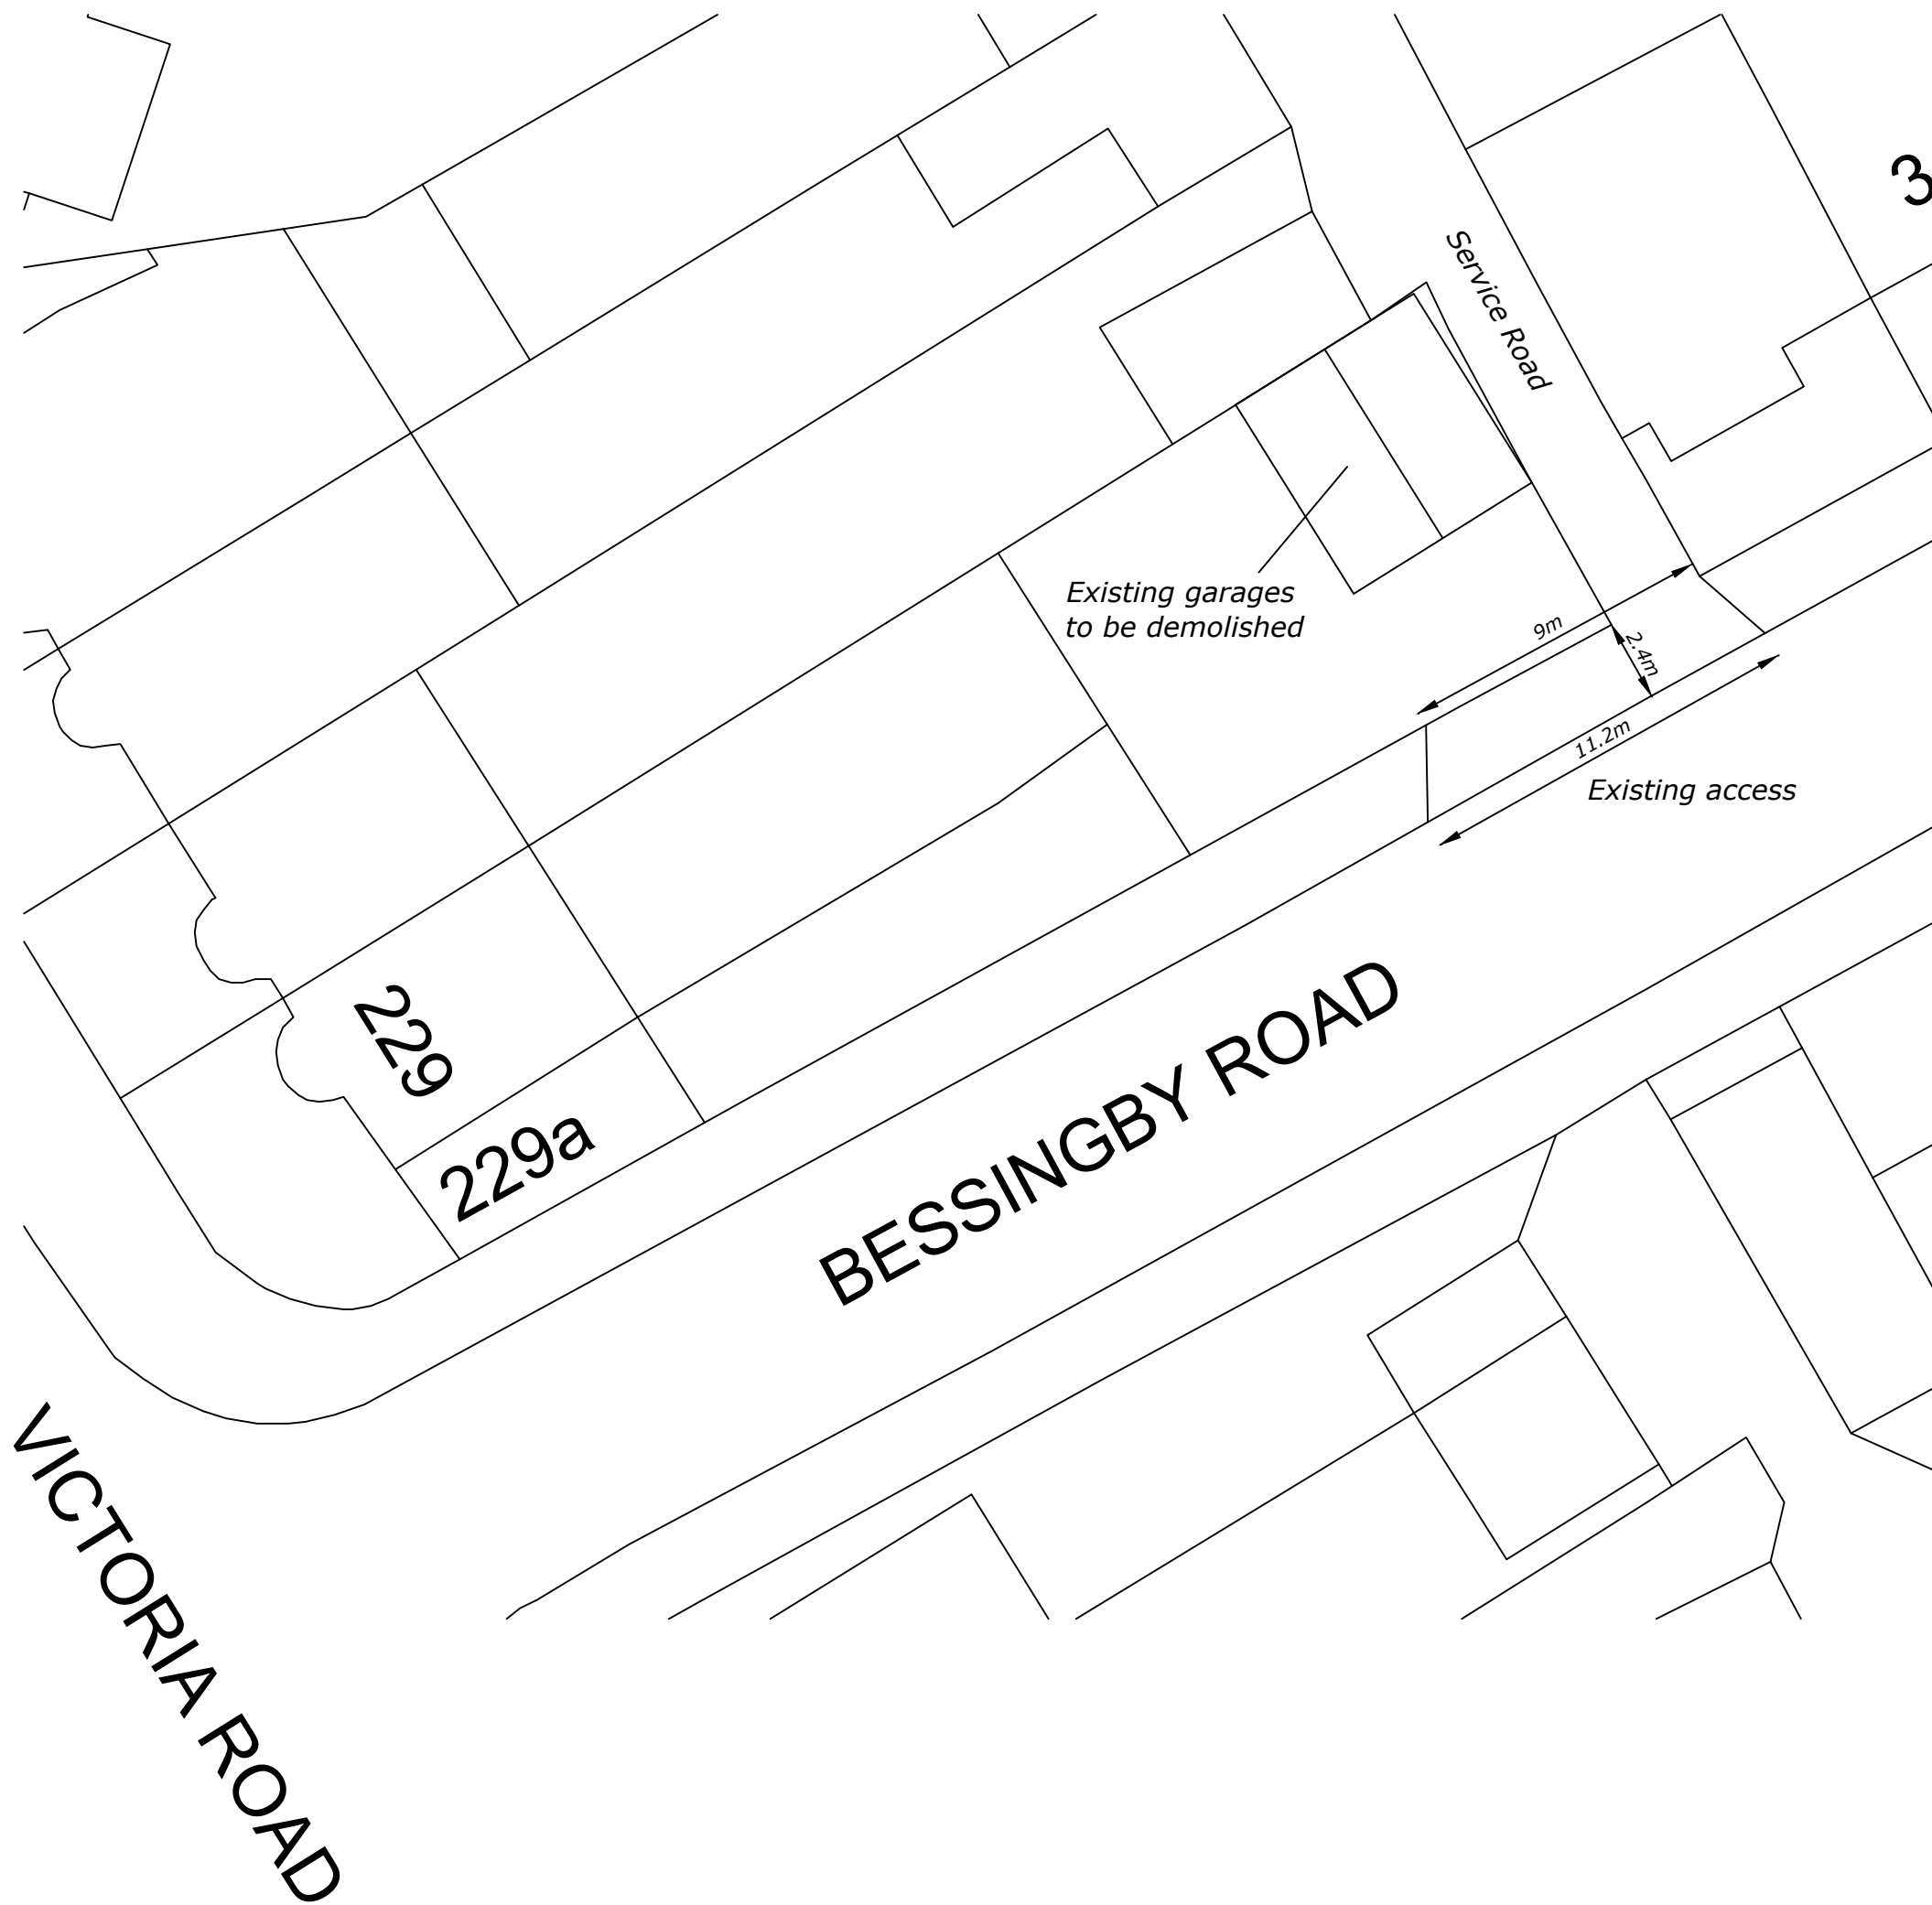 3
Service Road
Existing garages
to be demolished
9m
2.4m
11.2m
Existing access
229
229a
BESSINGBY ROAD
VICTORIA ROAD